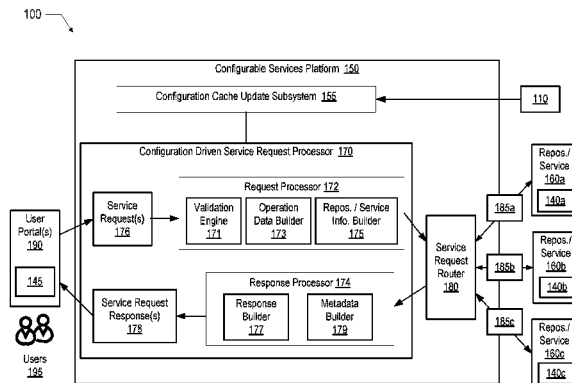 100
Configurable Services Platform 150
Configuration Cache Update Subsystem 155
110
Configuration Driven Service Request Processor 170
Request Processor 172
Service
Request(s)
176
Validation
Engine
171
Operation
Data Builder
173
Repos. / Service
Info. Builder
175
User
Portal(s)
190
145
Users
195
Response Processor 174
Service Request
Response(s)
178
Response
Builder
177
Metadata
Builder
179
Service
Request
Router
180
185a
185b
185c
Repos./
Service
160a
140a
Repos./
Service
160b
140b
Repos./
Service
160c
140c